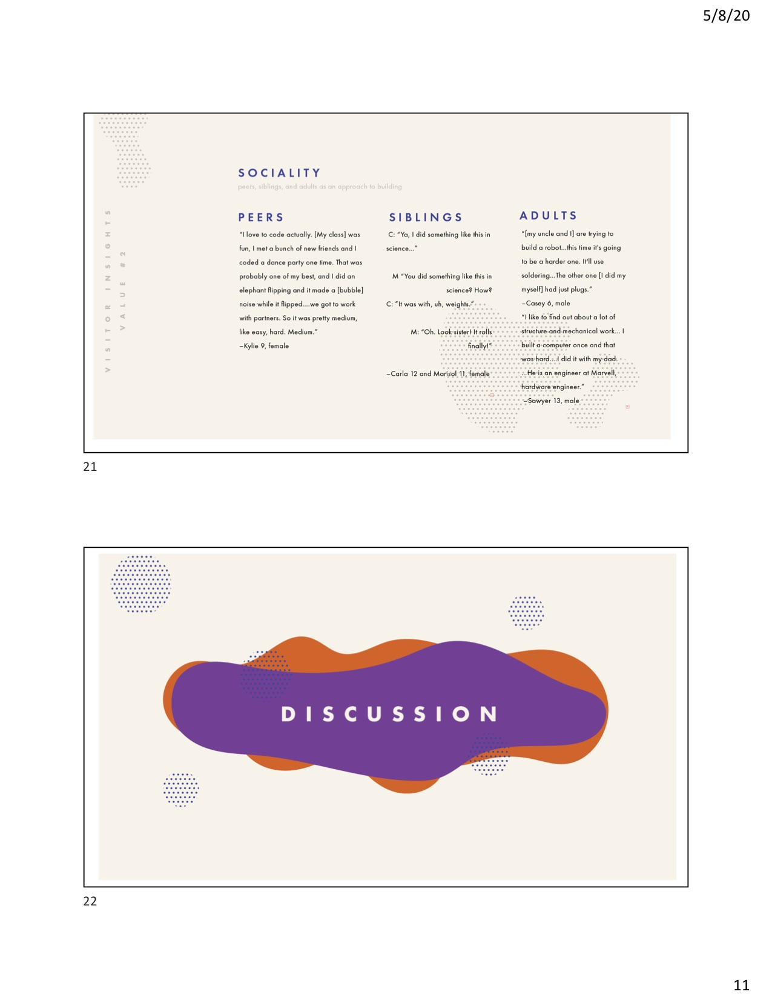 5/8/20
VISITOR INSIGHTS
VALUE #2
SOCIALITY
peers, siblings, and adults as an approach to building
PEERS
“I love to code actually. [My class] was
fun, I met a bunch of new friends and I
coded a dance party one time. That was
probably one of my best, and I did an
elephant flipping and it made a [bubble]
noise while it flipped....we got to work
with partners. So it was pretty medium,
like easy, hard. Medium.”
–Kylie 9, female
SIBLINGS
C: “Ya, I did something like this in
science...”
M “You did something like this in
science? How?
C: “It was with, uh, weights.”
M: “Oh. Look sister! It rolls
finally!”
–Carla 12 and Marisol 11, female
ADULTS
“[my uncle and I] are trying to
build a robot...this time it's going
to be a harder one. It'll use
soldering...The other one [I did my
myself] had just plugs.”
–Casey 6, male
“I like to find out about a lot of
structure and mechanical work... I
built a computer once and that
was hard....I did it with my dad.
...He is an engineer at Marvell,
hardware engineer.”
–Sawyer 13, male
21
DISCUSSION
22
11